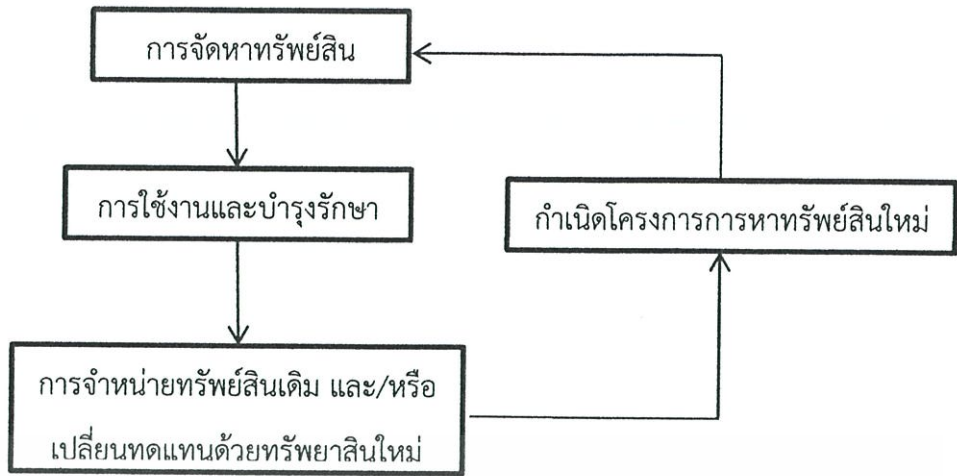 การจัดหาทรัพย์สิน
การใช้งานและบำรุงรักษา
กำเนิดโครงการการหาทรัพย์สินใหม่
การจำหน่ายทรัพย์สินเดิม และ/หรือ
เปลี่ยนทดแทนด้วยทรัพยาสินใหม่